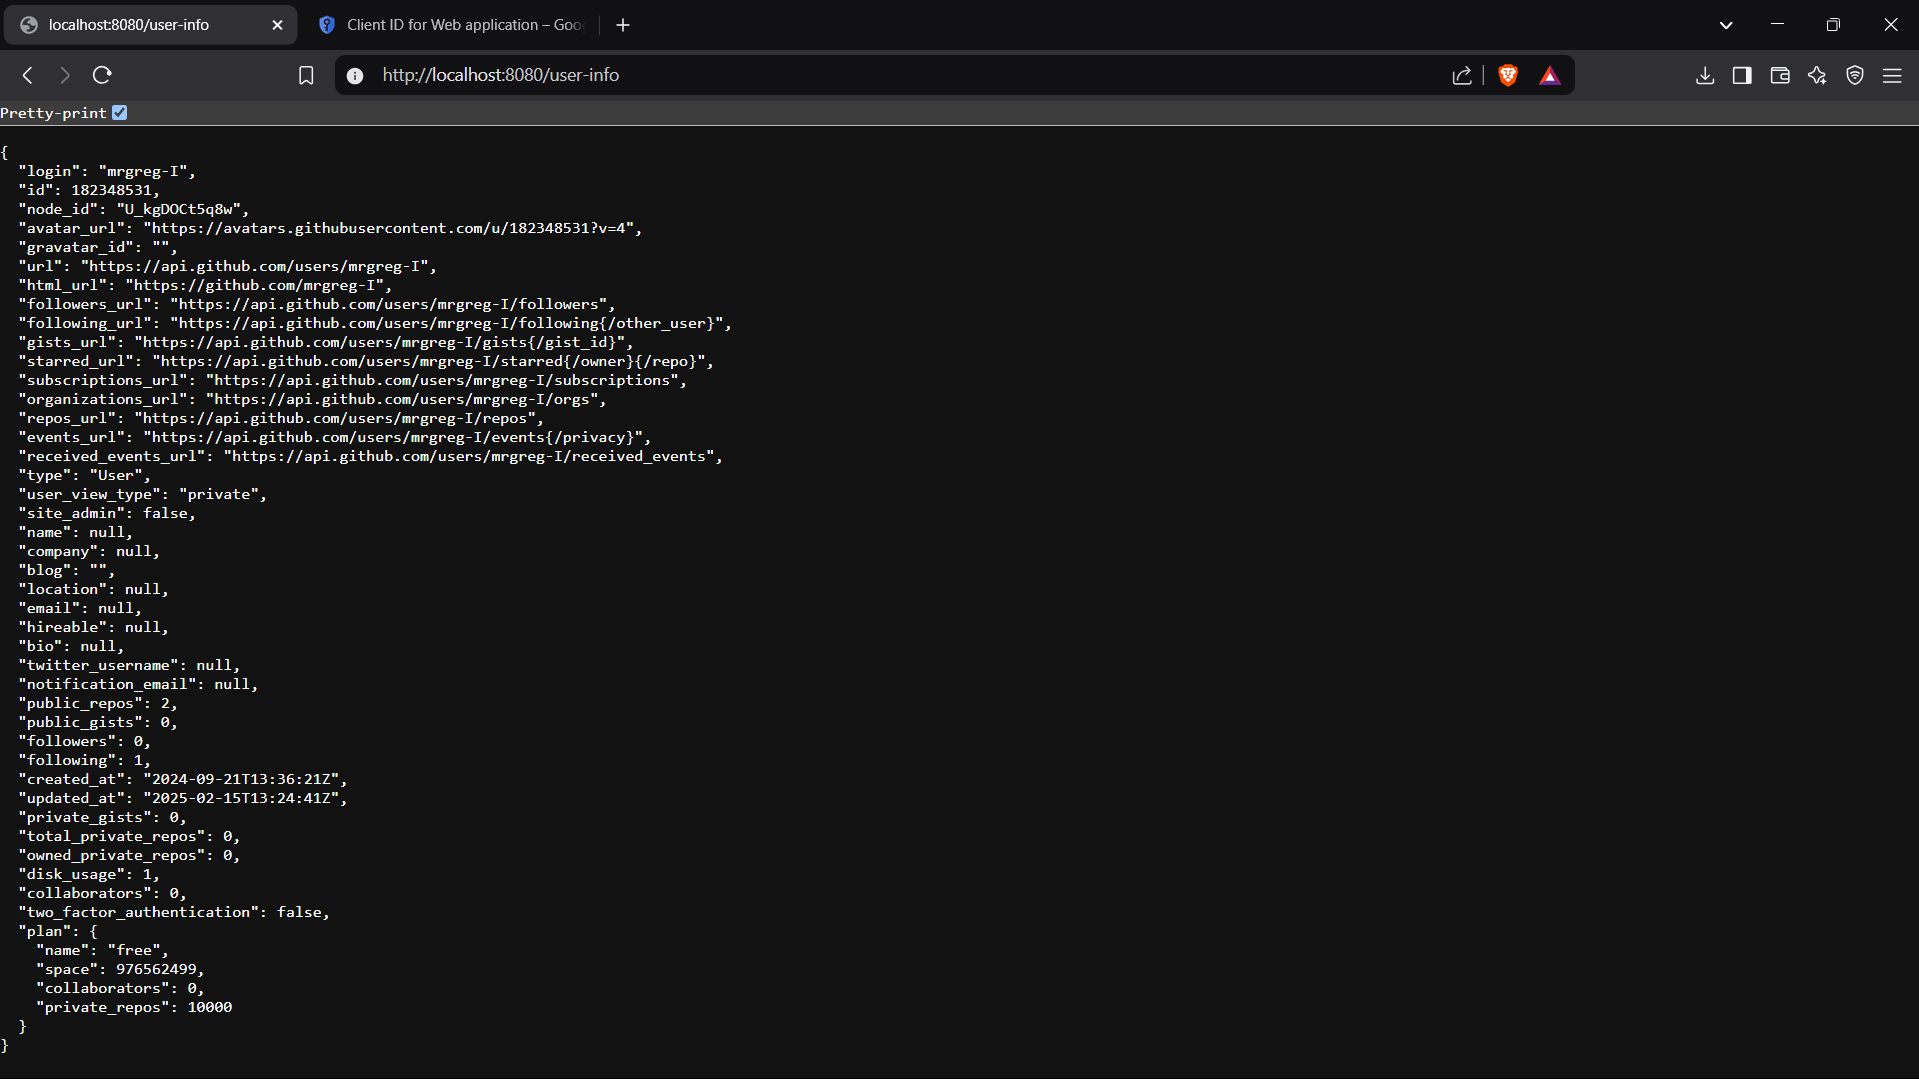 localhost:8080/user-info
Client ID for Web application – Goo
http://localhost:8080/user-info
Pretty-print
{
  "login": "mrgreg-I",
  "id": 182348531,
  "node_id": "U_kgDOCt5q8w",
  "avatar_url": "https://avatars.githubusercontent.com/u/182348531?v=4",
  "gravatar_id": "",
  "url": "https://api.github.com/users/mrgreg-I",
  "html_url": "https://github.com/mrgreg-I",
  "followers_url": "https://api.github.com/users/mrgreg-I/followers",
  "following_url": "https://api.github.com/users/mrgreg-I/following{/other_user}",
  "gists_url": "https://api.github.com/users/mrgreg-I/gists{/gist_id}",
  "starred_url": "https://api.github.com/users/mrgreg-I/starred{/owner}{/repo}",
  "subscriptions_url": "https://api.github.com/users/mrgreg-I/subscriptions",
  "organizations_url": "https://api.github.com/users/mrgreg-I/orgs",
  "repos_url": "https://api.github.com/users/mrgreg-I/repos",
  "events_url": "https://api.github.com/users/mrgreg-I/events{/privacy}",
  "received_events_url": "https://api.github.com/users/mrgreg-I/received_events",
  "type": "User",
  "user_view_type": "private",
  "site_admin": false,
  "name": null,
  "company": null,
  "blog": "",
  "location": null,
  "email": null,
  "hireable": null,
  "bio": null,
  "twitter_username": null,
  "notification_email": null,
  "public_repos": 2,
  "public_gists": 0,
  "followers": 0,
  "following": 1,
  "created_at": "2024-09-21T13:36:21Z",
  "updated_at": "2025-02-15T13:24:41Z",
  "private_gists": 0,
  "total_private_repos": 0,
  "owned_private_repos": 0,
  "disk_usage": 1,
  "collaborators": 0,
  "two_factor_authentication": false,
  "plan": {
    "name": "free",
    "space": 976562499,
    "collaborators": 0,
    "private_repos": 10000
  }
}